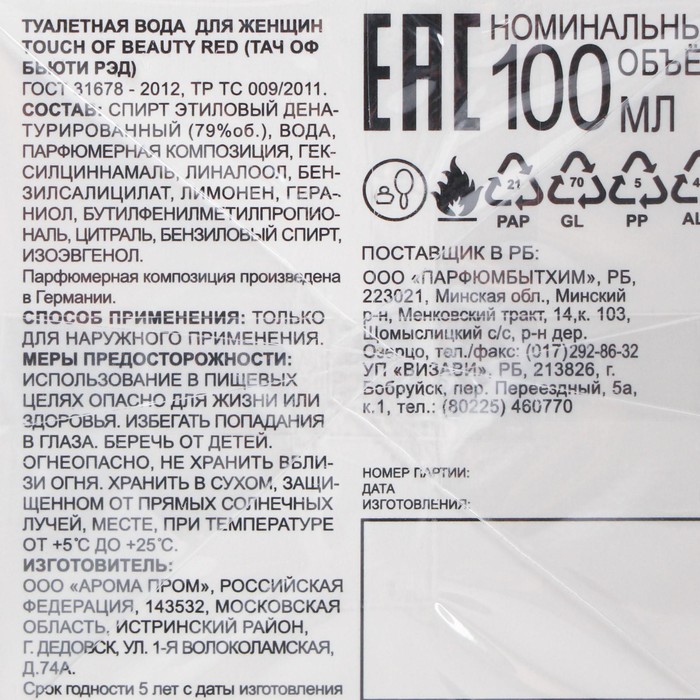 ТУАЛЕТНАЯ ВОДА ДЛЯ ЖЕНЩИН
TOUCH OF BEAUTY RED (ТАЧ ОФ
БЬЮТИ РЭД)
ГОСТ 31678 - 2012, ТР ТС 009/2011.
СОСТАВ: СПИРТ ЭТИЛОВЫЙ ДЕНА-
ТУРИРОВАННЫЙ (79%об.), ВОДА,
ПАРФЮМЕРНАЯ КОМПОЗИЦИЯ, ГЕК-
СИЛЦИННАМАЛЬ, ЛИНАЛООЛ, БЕН-
ЗИЛСАЛИЦИЛАТ, ЛИМОНЕН, ГЕРА-
НИОЛ, БУТИЛФЕНИЛМЕТИЛПРОПИО-
НАЛЬ, ЦИТРАЛЬ, БЕНЗИЛОВЫЙ СПИРТ,
ИЗОЭВГЕНОЛ.
Парфюмерная композиция произведена
в Германии.
СПОСОБ ПРИМЕНЕНИЯ: ТОЛЬКО
ДЛЯ НАРУЖНОГО ПРИМЕНЕНИЯ.
МЕРЫ ПРЕДОСТОРОЖНОСТИ:
ИСПОЛЬЗОВАНИЕ В ПИЩЕВЫХ
ЦЕЛЯХ ОПАСНО ДЛЯ ЖИЗНИ ИЛИ
ЗДОРОВЬЯ. ИЗБЕГАТЬ ПОПАДАНИЯ
В ГЛАЗА. БЕРЕЧЬ ОТ ДЕТЕЙ.
ОГНЕОПАСНО, НЕ ХРАНИТЬ ВБЛИ-
ЗИ ОГНЯ. ХРАНИТЬ В СУХОМ, ЗАЩИ-
ЩЕННОМ ОТ ПРЯМЫХ СОЛНЕЧНЫХ
ЛУЧЕЙ, МЕСТЕ, ПРИ ТЕМПЕРАТУРЕ
ОТ +5°С ДО +25°С.
ИЗГОТОВИТЕЛЬ:
ООО «АРОМА ПРОМ», РОССИЙСКАЯ
ФЕДЕРАЦИЯ, 143532, МОСКОВСКАЯ
ОБЛАСТЬ, ИСТРИНСКИЙ РАЙОН,
Г. ДЕДОВСК, УЛ. 1-Я ВОЛОКОЛАМСКАЯ,
Д.74А.
Срок годности 5 лет с даты изготовления
ЕАС
НОМИНАЛЬНЫ
ОБЪЁ
100 МЛ
21 70 5 4
PAP GL PP AL
ПОСТАВЩИК В РБ:
ООО «ПАРФЮМБЫТХИМ», РБ,
223021, Минская обл., Минский
р-н, Менковский тракт, 14,к. 103,
Щомыслицкий с/с, р-н дер.
Озерцо, тел./факс: (017)292-86-32
УП «ВИЗАВИ», РБ, 213826, г.
Бобруйск, пер. Переездный, 5а,
к.1, тел.: (80225) 460770
НОМЕР ПАРТИИ:
ДАТА
ИЗГОТОВЛЕНИЯ: